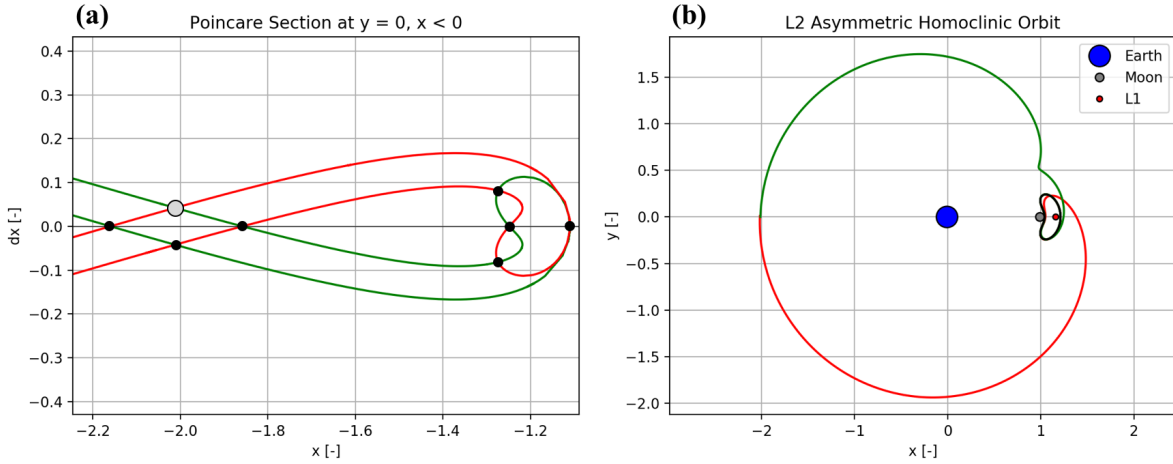 (a)
Poincare Section at y = 0, x < 0
0.4
0.3
0.2
0.1
0.0
−0.1
−0.2
−0.3
−0.4
dx [-]
−2.2
−2.0
−1.8
−1.6
−1.4
−1.2
x [-]
(b)
L2 Asymmetric Homoclinic Orbit
Earth
Moon
L1
1.5
1.0
0.5
0.0
−0.5
−1.0
−1.5
−2.0
y [-]
−3
−2
−1
0
1
2
x [-]